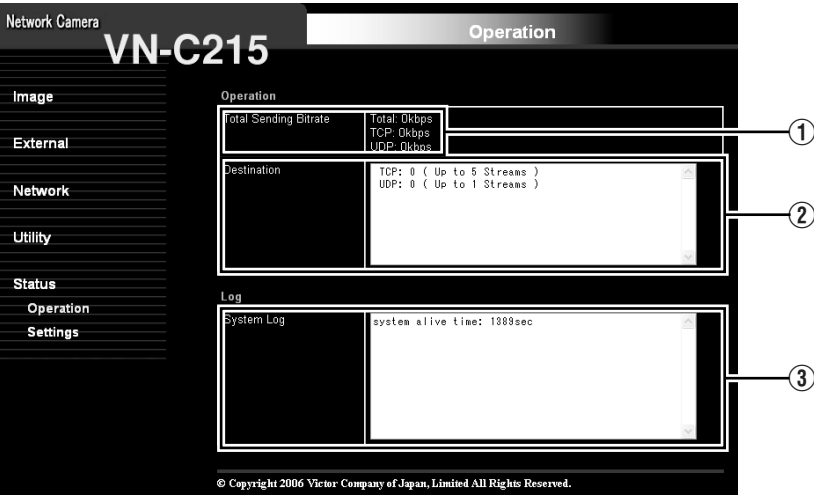 Network Camera
VN-C215
Operation
Image
External
Network
Utility
Status
Operation
Settings
Operation
Total Sending Bitrate
Total: 0kbps
TCP: 0kbps
UDP: 0kbps
①
Destination
TCP: 0 ( Up to 5 Streams )
UDP: 0 ( Up to 1 Streams )
②
Log
System Log
system alive time: 1389sec
③
© Copyright 2006 Victor Company of Japan, Limited All Rights Reserved.